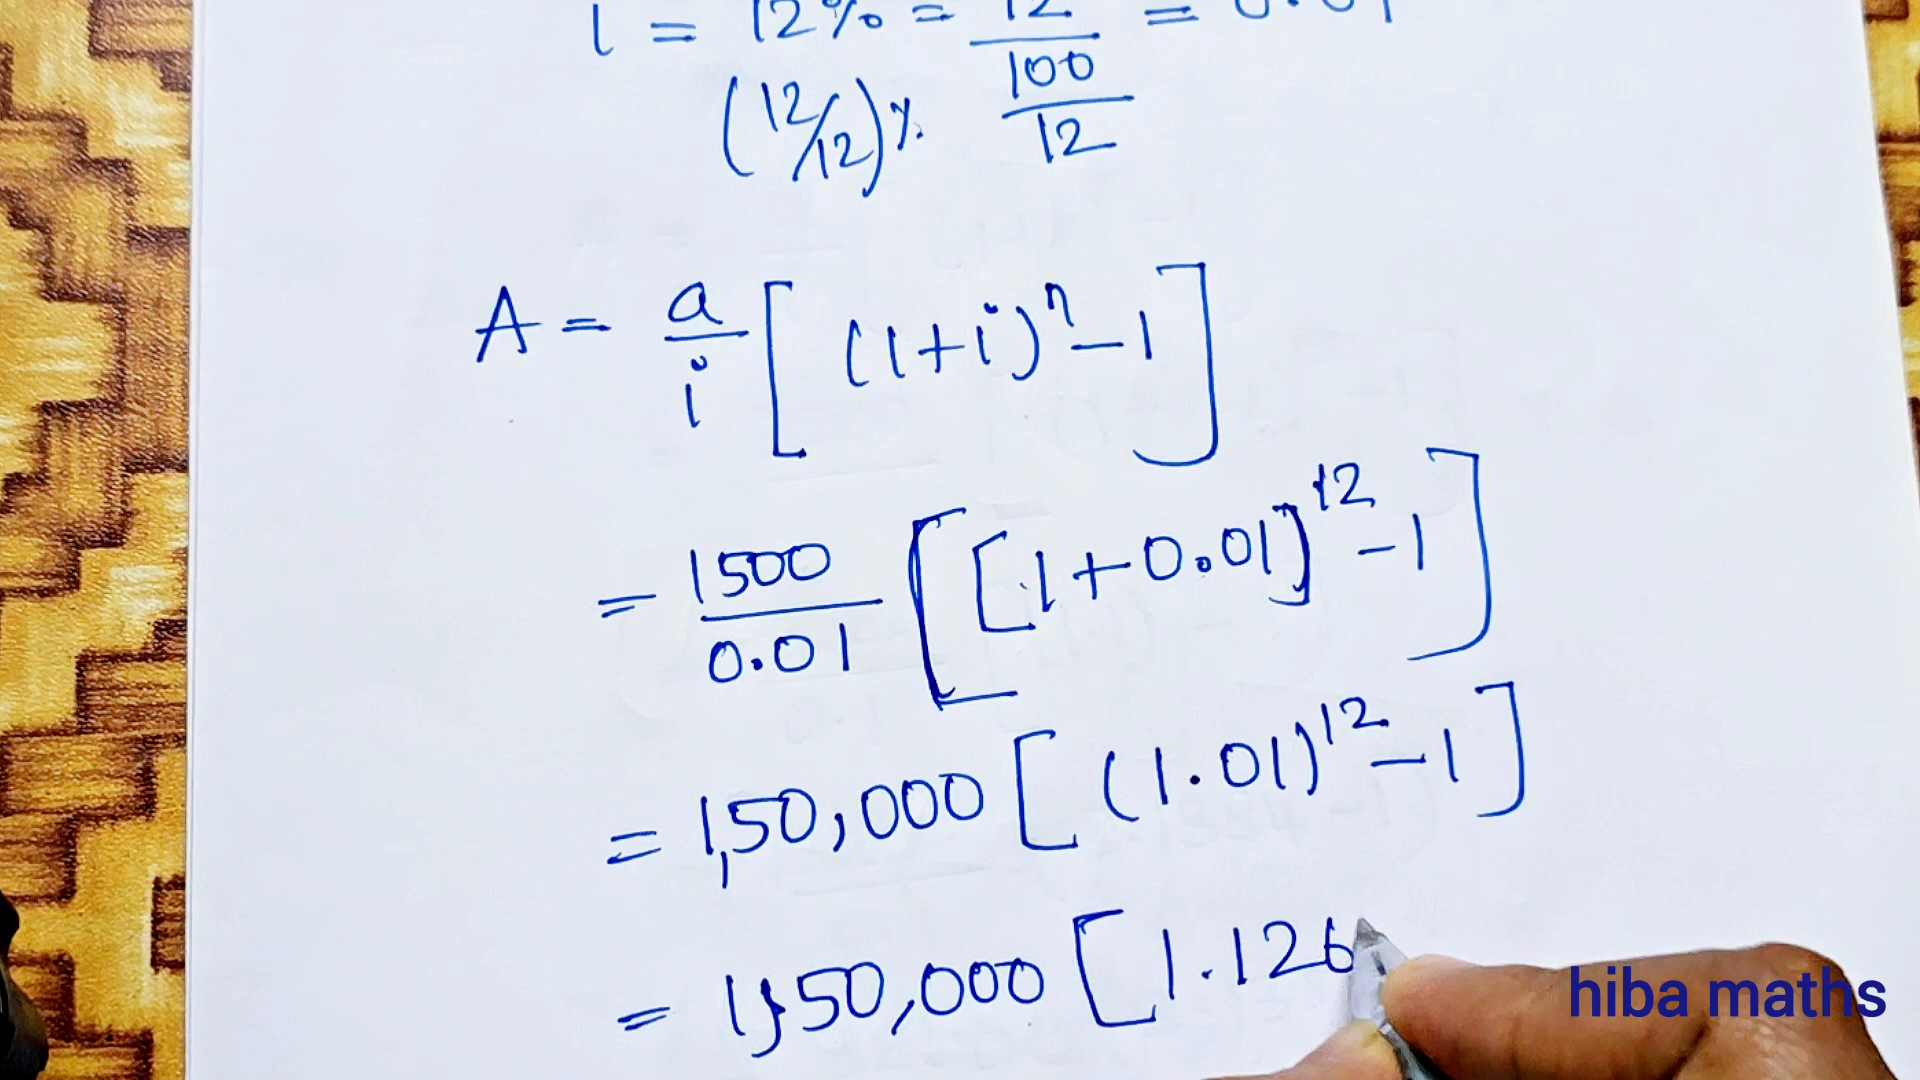 i = 12% = 12 = 0.01
(12/12)% 100
12
A = a/i [(1+i)^n - 1]
= 1500/0.01 [[1+0.01]^12 - 1]
= 1,50,000 [(1.01)^12 - 1]
= 1,50,000 [1.126
hiba maths